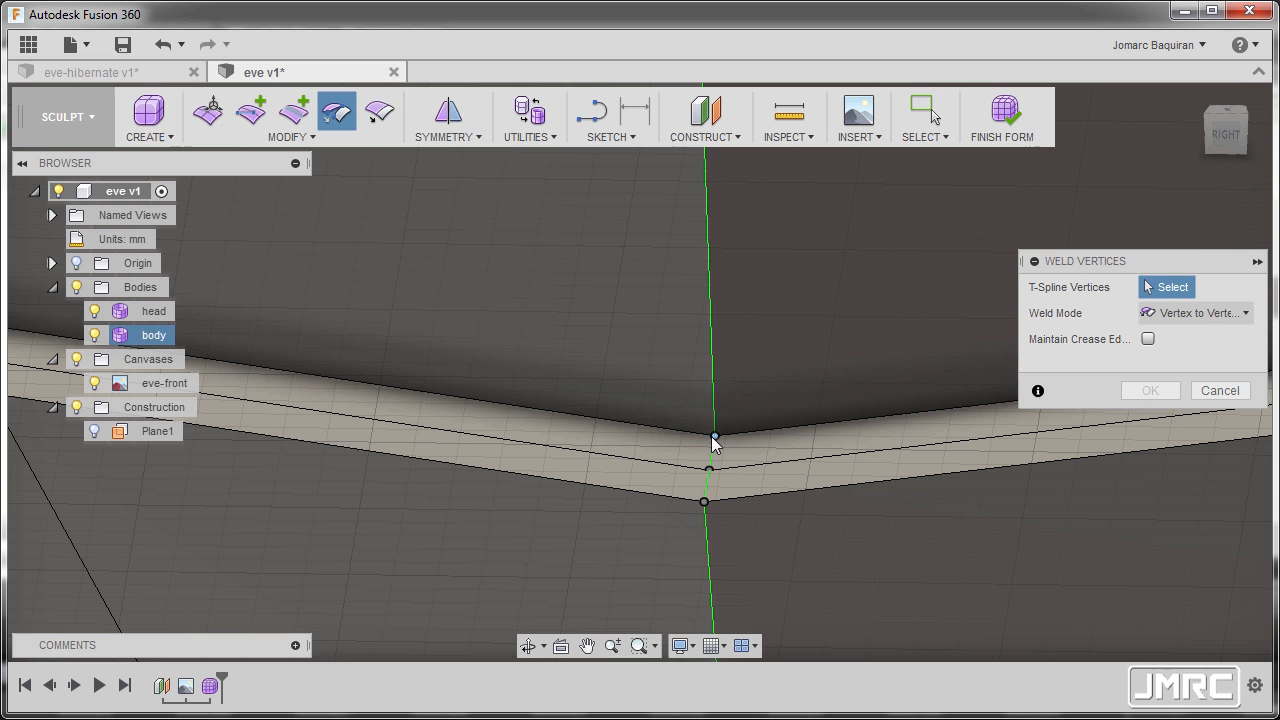 Autodesk Fusion 360
Jomarc Baquiran
eve-hibernate v1*
eve v1*
SCULPT
CREATE
MODIFY
SYMMETRY
UTILITIES
SKETCH
CONSTRUCT
INSPECT
INSERT
SELECT
FINISH FORM
RIGHT
BROWSER
eve v1
Named Views
Units: mm
Origin
Bodies
head
body
Canvases
eve-front
Construction
Plane1
WELD VERTICES
T-Spline Vertices Select
Weld Mode Vertex to Verte...
Maintain Crease Ed...
OK Cancel
COMMENTS
JMRC